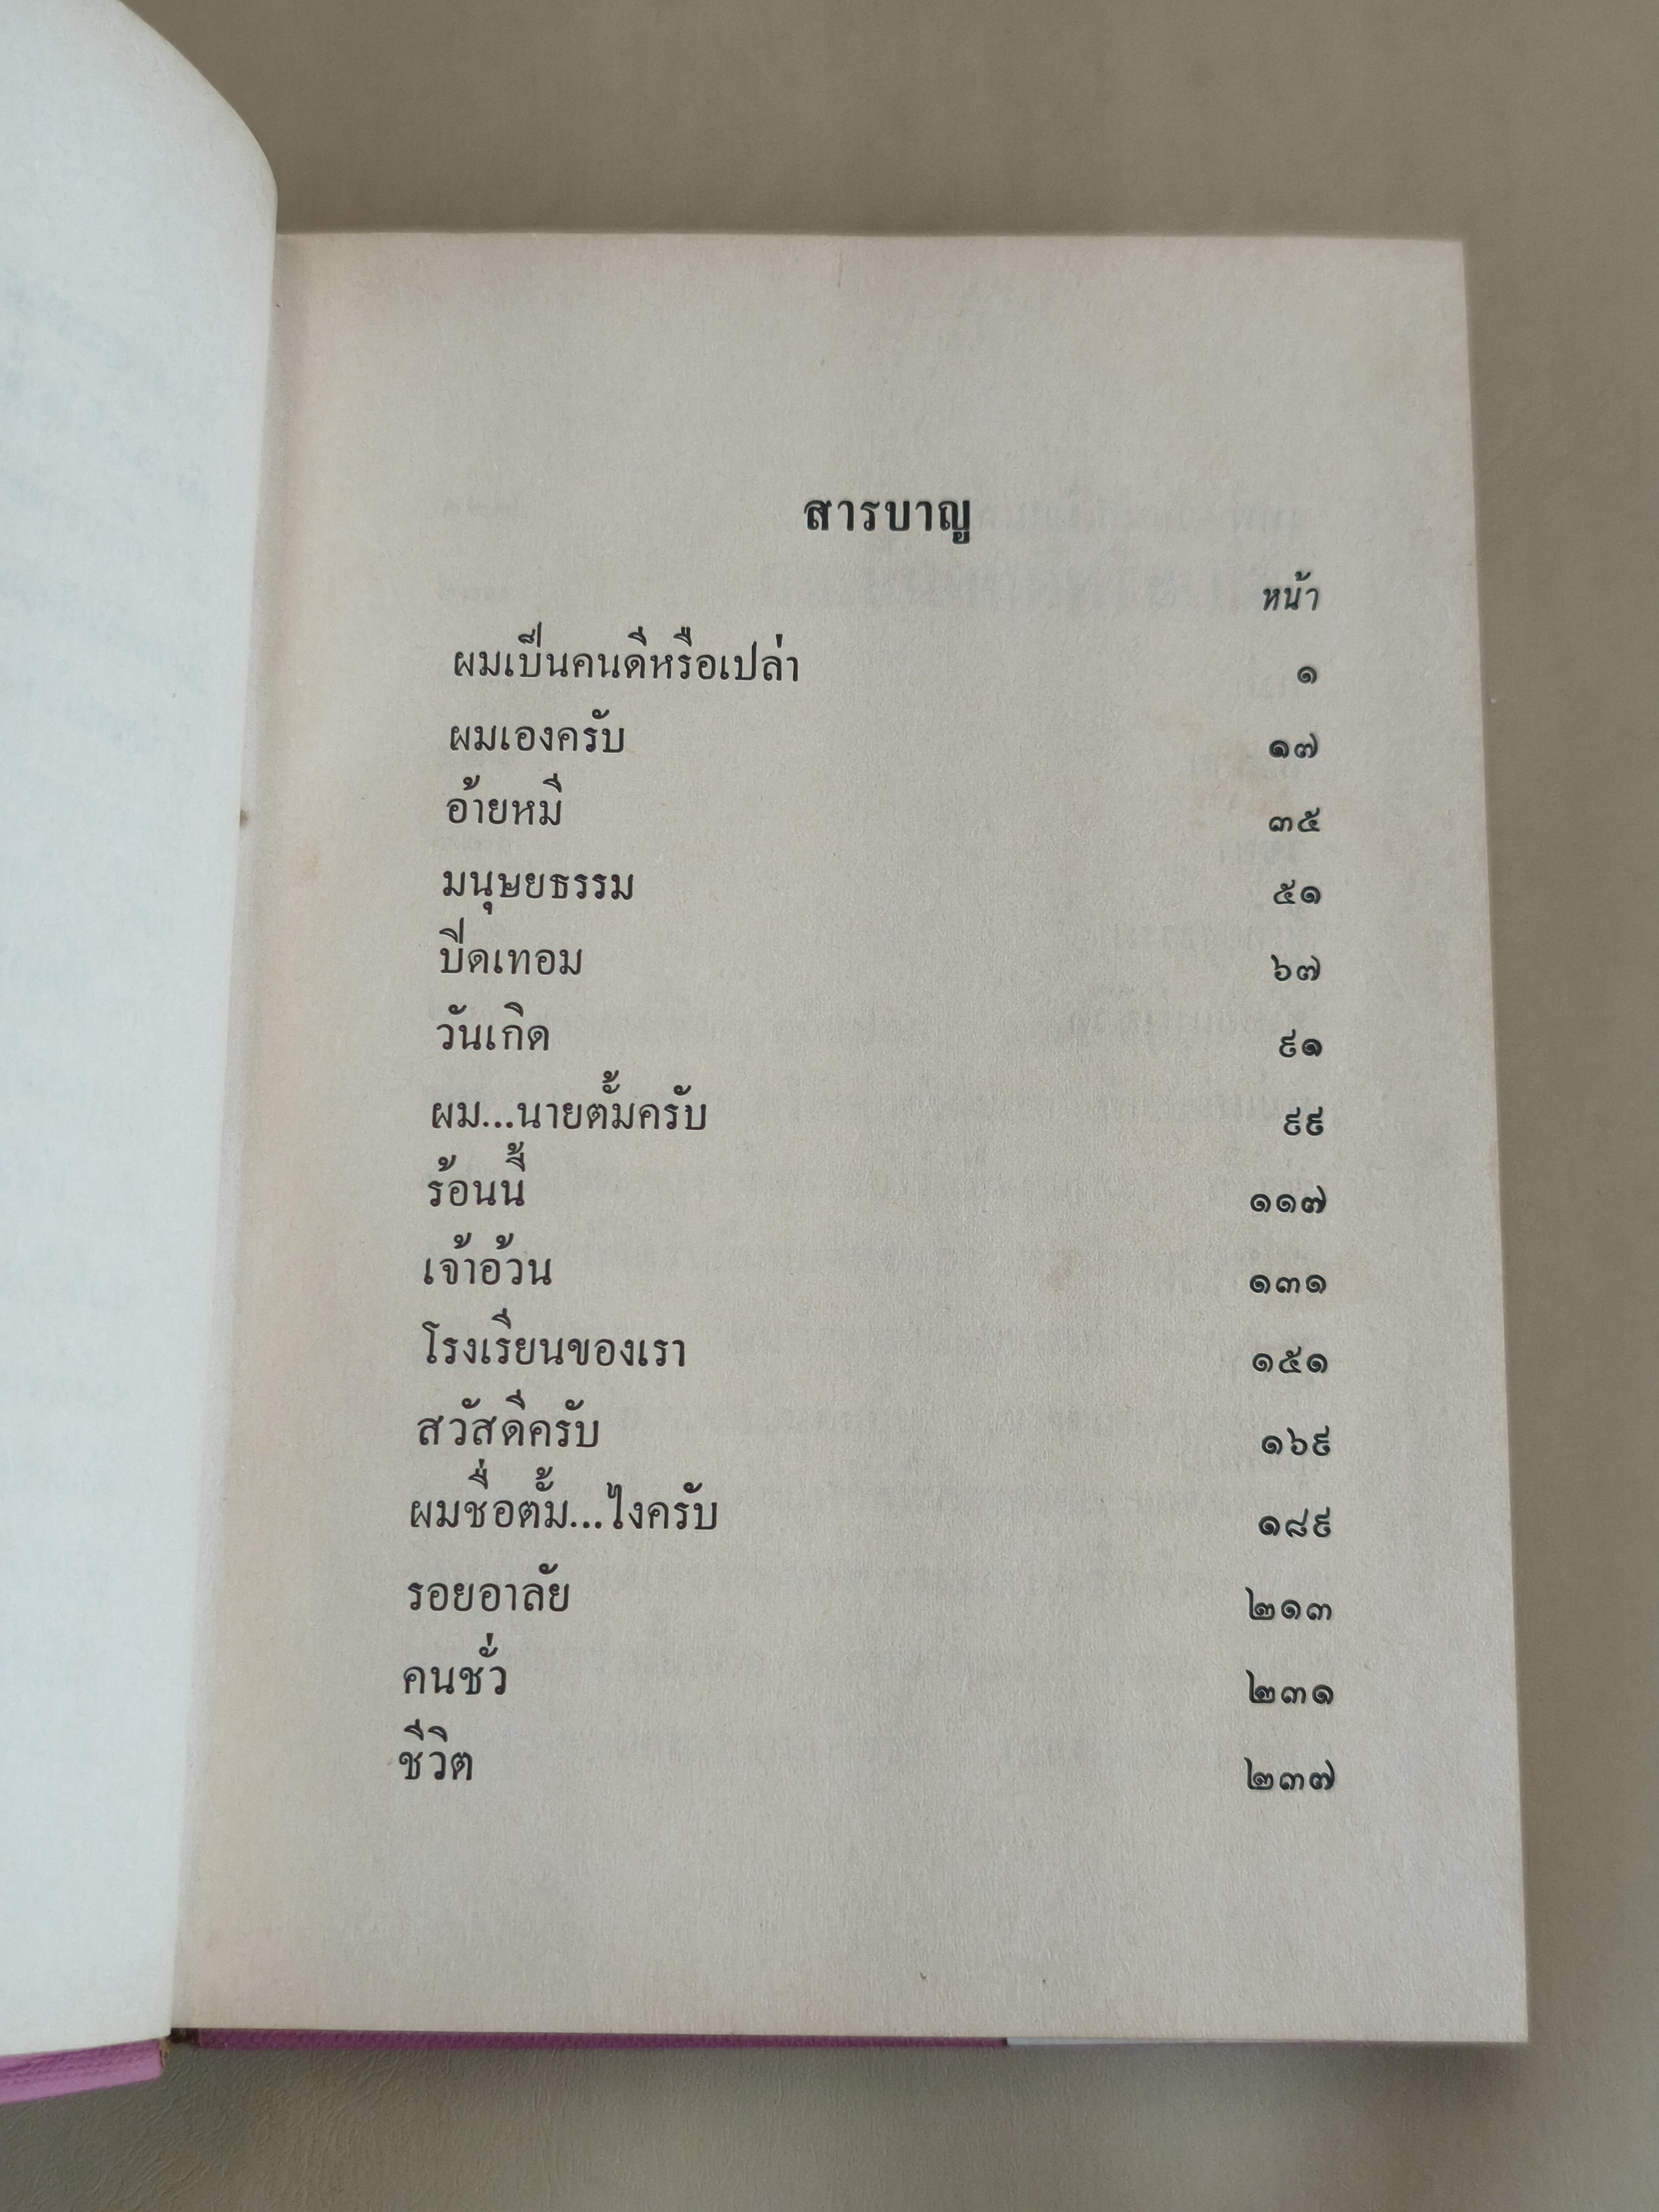 สารบาญ
หน้า
ผมเป็นคนดีหรือเปล่า ๑
ผมเองครับ ๑๗
อ้ายหมี ๓๕
มนุษยธรรม ๕๑
บีดเทอม ๖๗
วันเกิด ๙๑
ผม...นายตั้มครับ ๙๙
ร้อนนี้ ๑๑๗
เจ้าอ้วน ๑๓๑
โรงเรียนของเรา ๑๕๑
สวัสดีครับ ๑๖๙
ผมชื่อตั้ม...ไงครับ ๑๘๙
รอยอาลัย ๒๑๓
คนชั่ว ๒๓๑
ชีวิต ๒๓๗